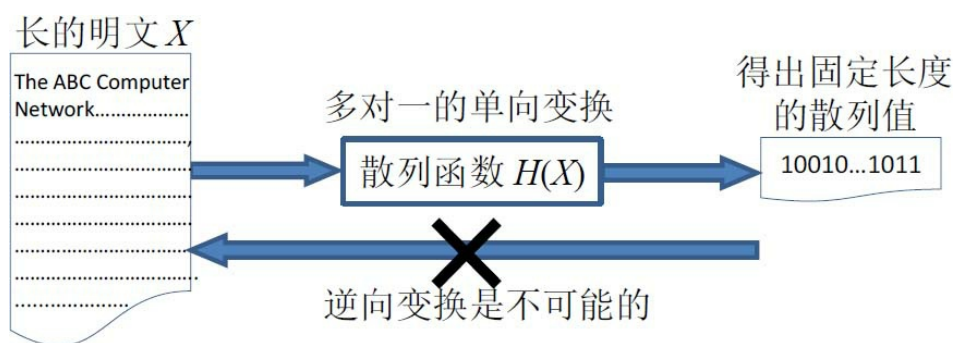 长的明文 X
The ABC Computer
Network...................
多对一的单向变换
散列函数 H(X)
得出固定长度
的散列值
10010...1011
逆向变换是不可能的